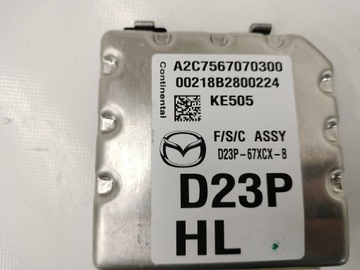 Continental
A2C7567070300
00218B2800224
KE505
F/S/C ASSY
D23P-67XCX-B
D23P
HL